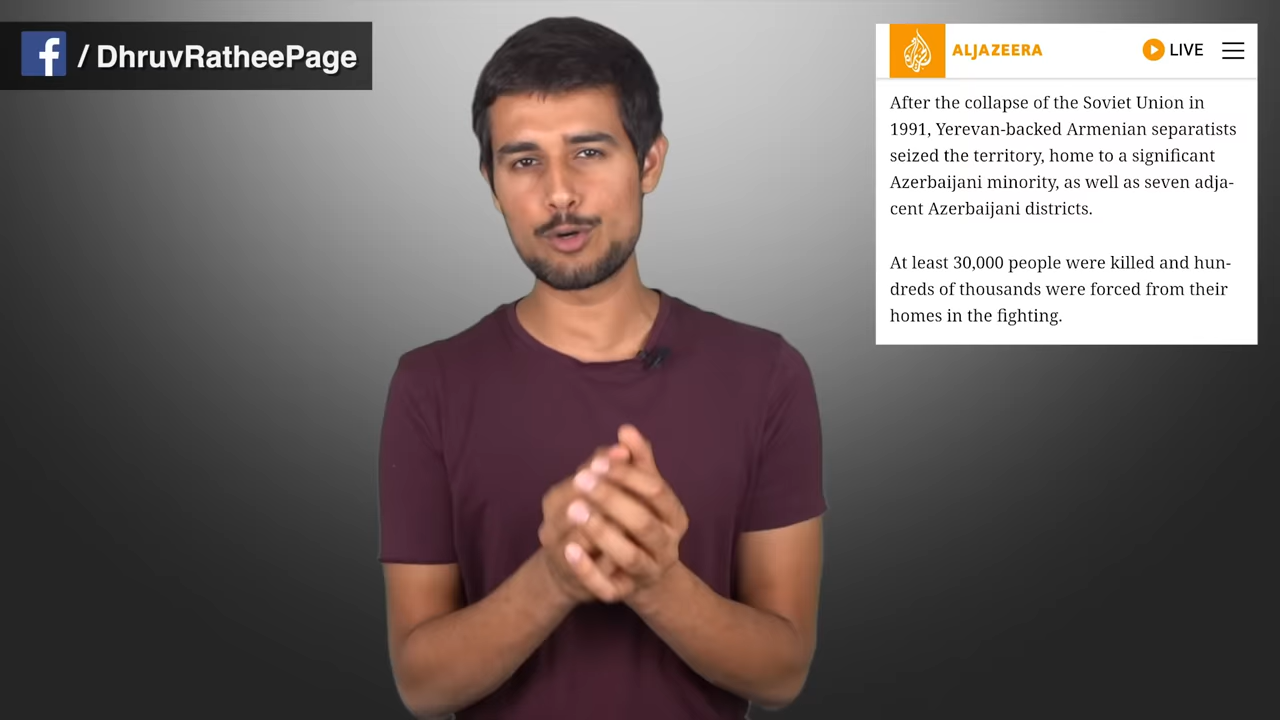 / DhruvRatheePage
ALJAZEERA
LIVE
After the collapse of the Soviet Union in
1991, Yerevan-backed Armenian separatists
seized the territory, home to a significant
Azerbaijani minority, as well as seven adja-
cent Azerbaijani districts.
At least 30,000 people were killed and hun-
dreds of thousands were forced from their
homes in the fighting.